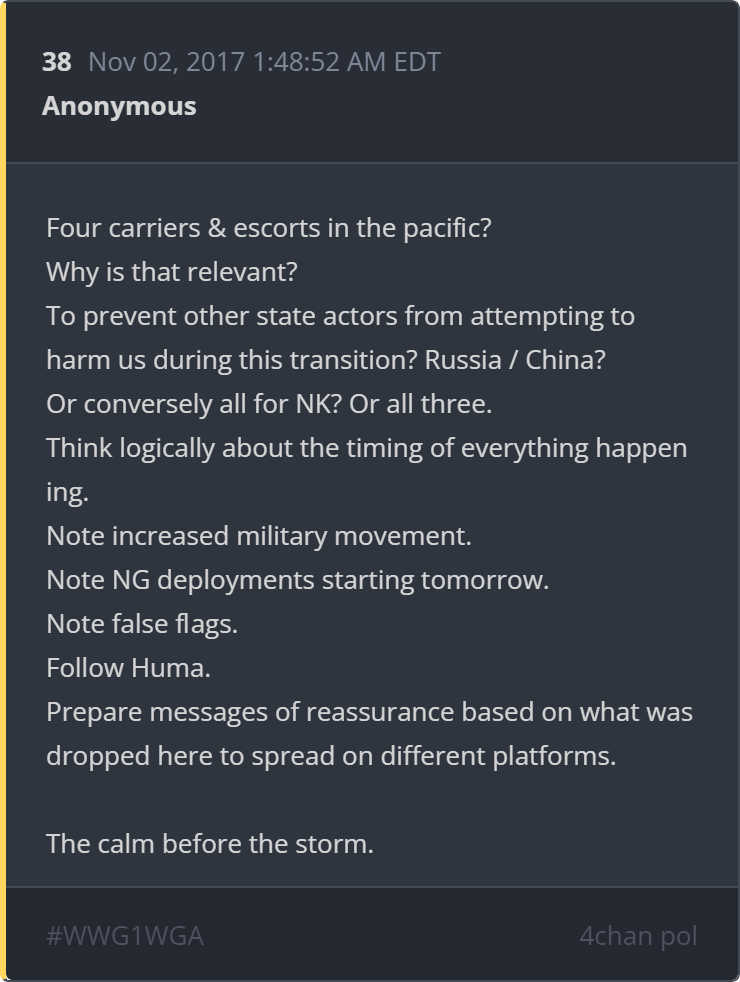 38 Nov 02, 2017 1:48:52 AM EDT
Anonymous
Four carriers & escorts in the pacific?
Why is that relevant?
To prevent other state actors from attempting to
harm us during this transition? Russia / China?
Or conversely all for NK? Or all three.
Think logically about the timing of everything happen
ing.
Note increased military movement.
Note NG deployments starting tomorrow.
Note false flags.
Follow Huma.
Prepare messages of reassurance based on what was
dropped here to spread on different platforms.
The calm before the storm.
#WWG1WGA 4chan pol